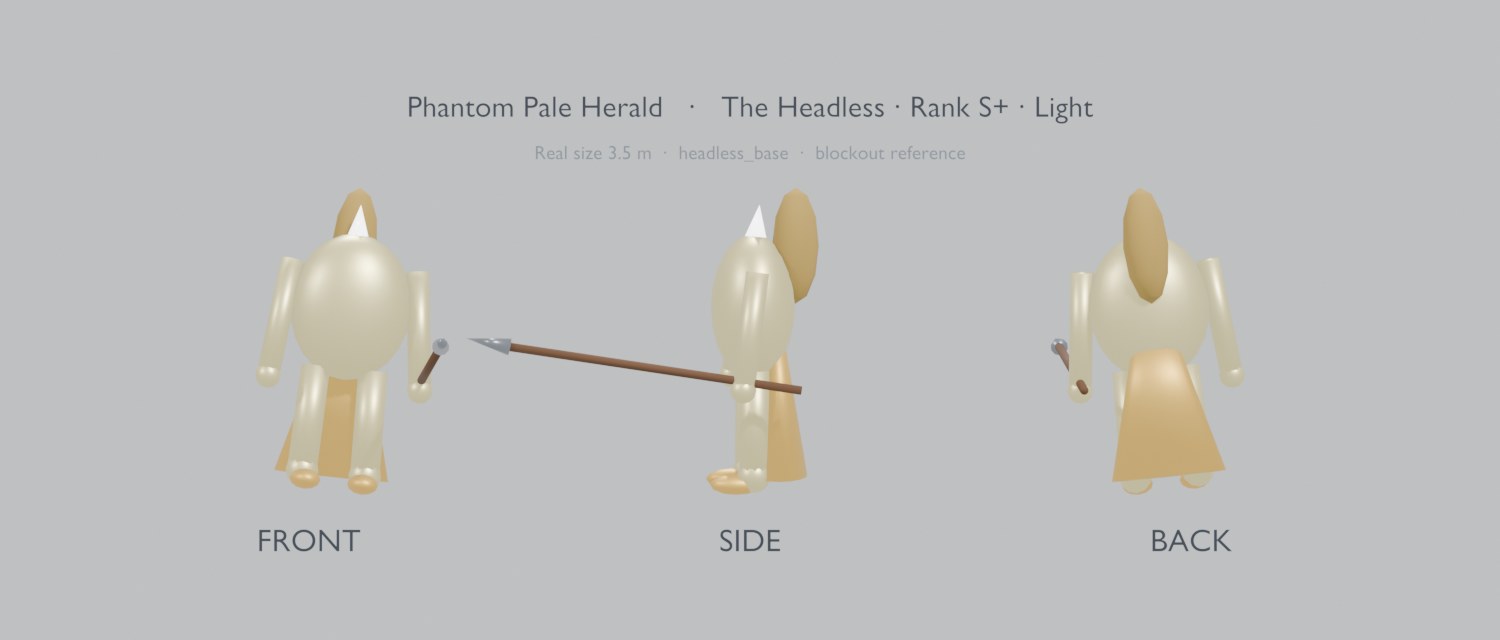 Phantom Pale Herald · The Headless · Rank S+ · Light
Real size 3.5 m · headless_base · blockout reference
FRONT SIDE BACK